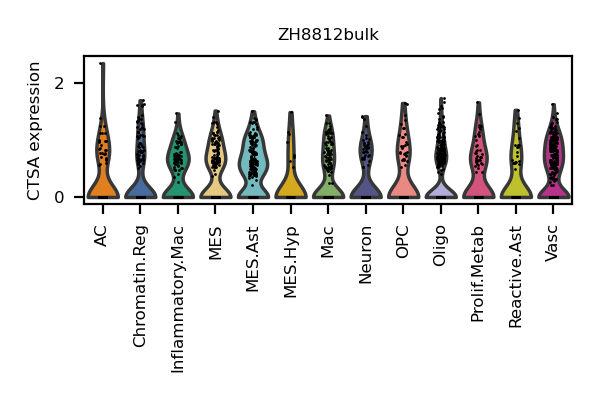 ZH8812bulk
CTSA expression
2
0
AC
Chromatin.Reg
Inflammatory.Mac
MES
MES.Ast
MES.Hyp
Mac
Neuron
OPC
Oligo
Prolif.Metab
Reactive.Ast
Vasc